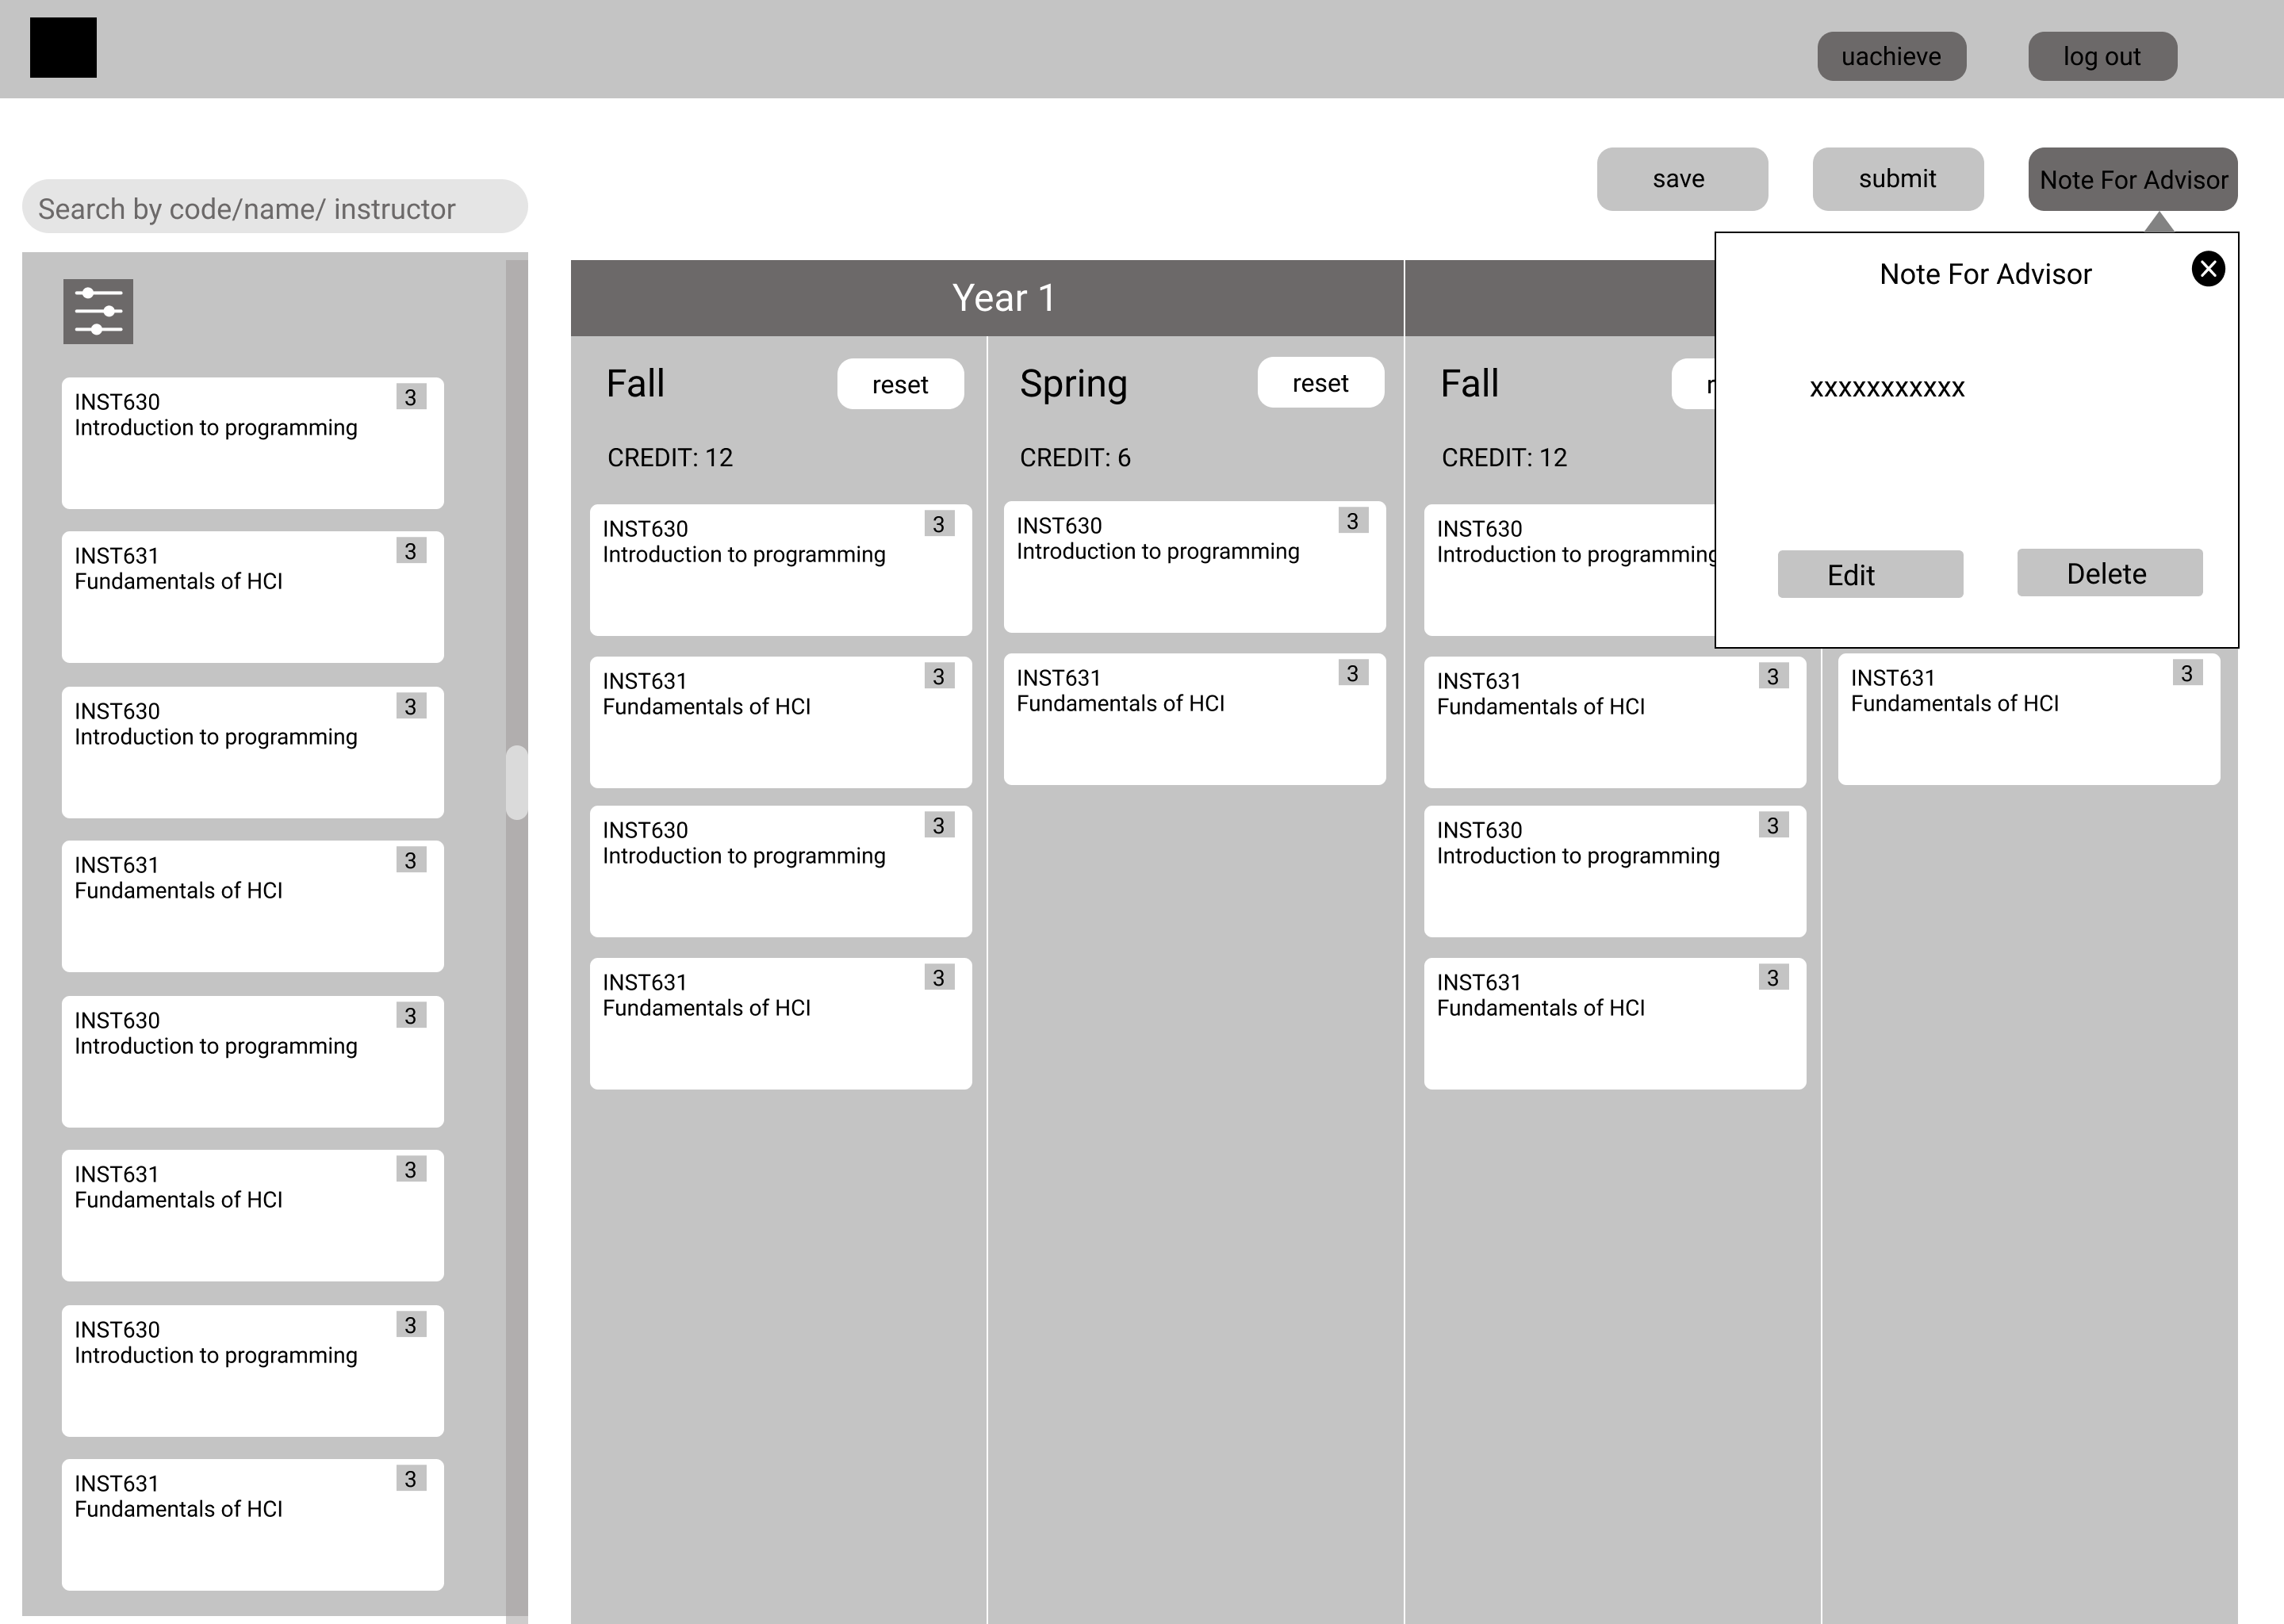 uachieve
log out
save
submit
Note For Advisor
Search by code/name/ instructor
Note For Advisor
xxxxxxxxxxx
Edit
Delete
INST630
3
Introduction to programming
INST631
3
Fundamentals of HCI
INST630
3
Introduction to programming
INST631
3
Fundamentals of HCI
INST630
3
Introduction to programming
INST631
3
Fundamentals of HCI
INST630
3
Introduction to programming
INST631
3
Fundamentals of HCI
Year 1
Fall
reset
CREDIT: 12
INST630
3
Introduction to programming
INST631
3
Fundamentals of HCI
INST630
3
Introduction to programming
INST631
3
Fundamentals of HCI
Spring
reset
CREDIT: 6
INST630
3
Introduction to programming
INST631
3
Fundamentals of HCI
Fall
CREDIT: 12
INST630
Introduction to programming
INST631
3
Fundamentals of HCI
INST630
3
Introduction to programming
INST631
3
Fundamentals of HCI
INST631
3
Fundamentals of HCI